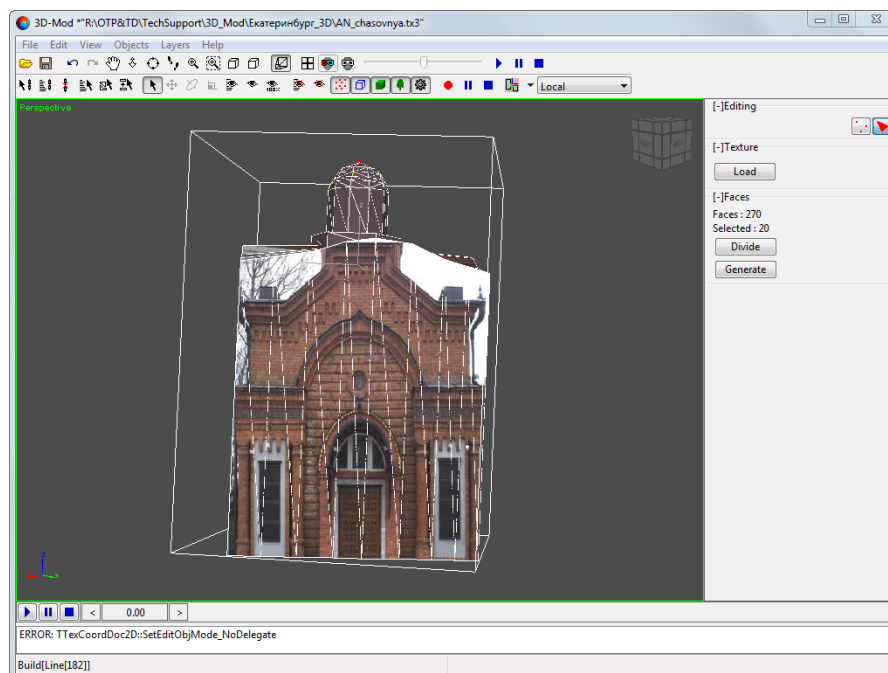 3D-Mod *"R:\OTP&TD\TechSupport\3D_Mod\Екатеринбург_3D\AN_chasovnya.tx3"
File Edit View Objects Layers Help
Local
Perspective
[-]Editing
[-]Texture
Load
[-]Faces
Faces : 270
Selected : 20
Divide
Generate
< 0.00 >
ERROR: TTexCoordDoc2D::SetEditObjMode_NoDelegate
Build[Line[182]]